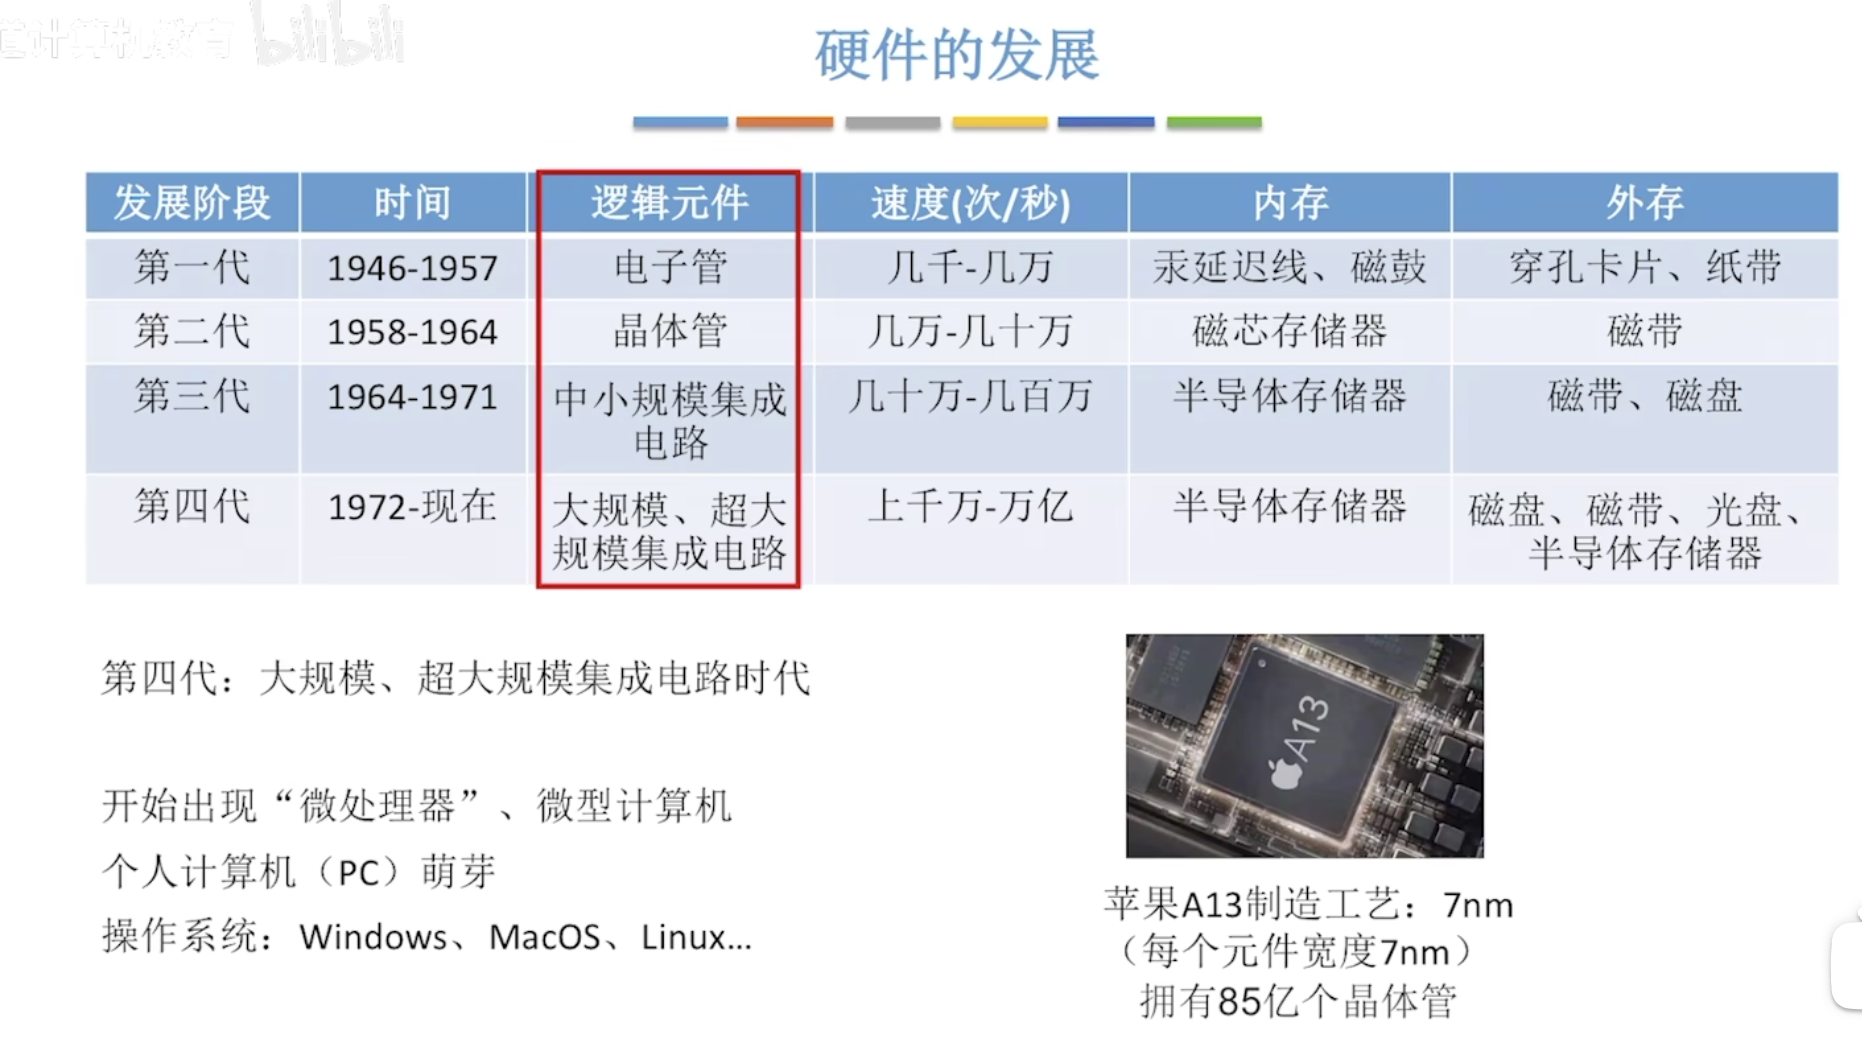 道计算机教育 bilibili
硬件的发展
发展阶段 时间 逻辑元件 速度(次/秒) 内存 外存
第一代 1946-1957 电子管 几千-几万 汞延迟线、磁鼓 穿孔卡片、纸带
第二代 1958-1964 晶体管 几万-几十万 磁芯存储器 磁带
第三代 1964-1971 中小规模集成 几十万-几百万 半导体存储器 磁带、磁盘
电路
第四代 1972-现在 大规模、超大 上千万-万亿 半导体存储器 磁盘、磁带、光盘、
规模集成电路 半导体存储器
第四代：大规模、超大规模集成电路时代
开始出现“微处理器”、微型计算机
个人计算机（PC）萌芽
操作系统：Windows、MacOS、Linux...
A13
苹果A13制造工艺：7nm
（每个元件宽度7nm）
拥有85亿个晶体管